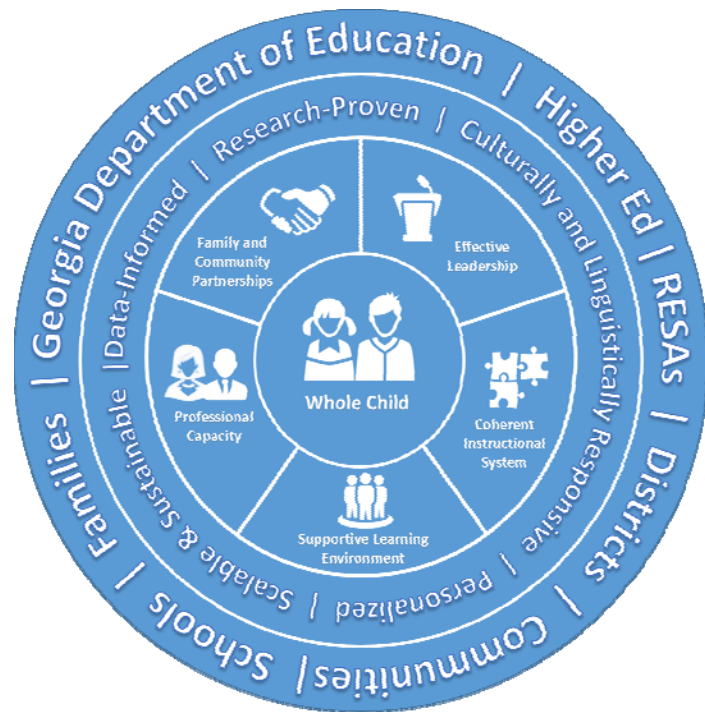 Georgia Department of Education | Higher Ed | RESAs | Districts | Communities | Schools | Families |
Data-Informed | Research-Proven | Culturally and Linguistically Responsive | Personalized | Scalable & Sustainable |
Family and
Community
Partnerships
Effective
Leadership
Coherent
Instructional
System
Supportive Learning
Environment
Professional
Capacity
Whole Child